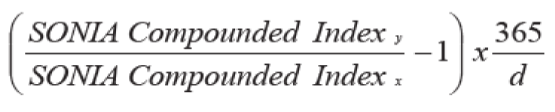 ( SONIA Compounded Index y / SONIA Compounded Index x − 1 ) x 365 / d